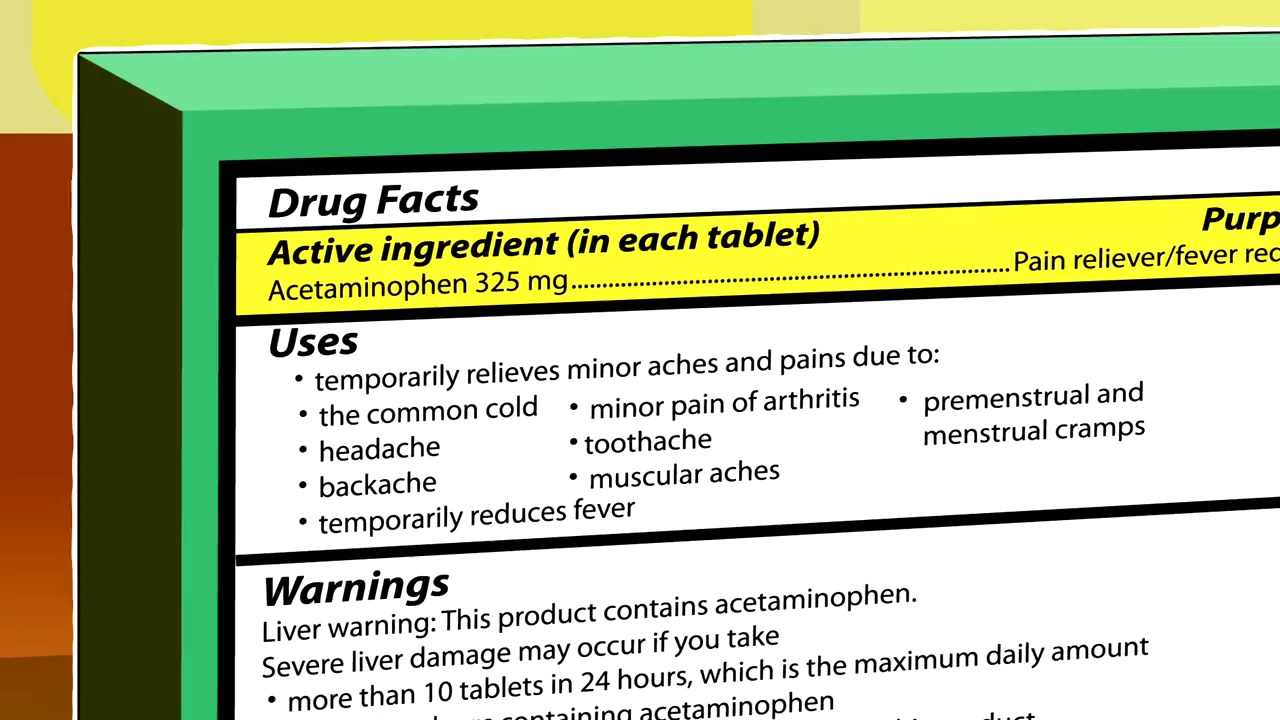 Drug Facts
Active ingredient (in each tablet) Purp
Acetaminophen 325 mg........................................................................Pain reliever/fever red
Uses
• temporarily relieves minor aches and pains due to:
• the common cold • minor pain of arthritis • premenstrual and
• headache • toothache menstrual cramps
• backache • muscular aches
• temporarily reduces fever
Warnings
Liver warning: This product contains acetaminophen.
Severe liver damage may occur if you take
• more than 10 tablets in 24 hours, which is the maximum daily amount
containing acetaminophen